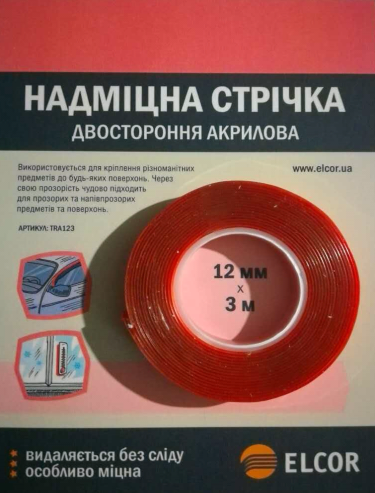 НАДМІЦНА СТРІЧКА
ДВОСТОРОННЯ АКРИЛОВА
Використовується для кріплення різноманітних
предметів до будь-яких поверхонь. Через
свою прозорість чудово підходить
для прозорих та напівпрозорих
предметів та поверхонь.
www.elcor.ua
АРТИКУЛ: TRA123
12 мм
х
3 м
видаляється без сліду
особливо міцна
ELCOR